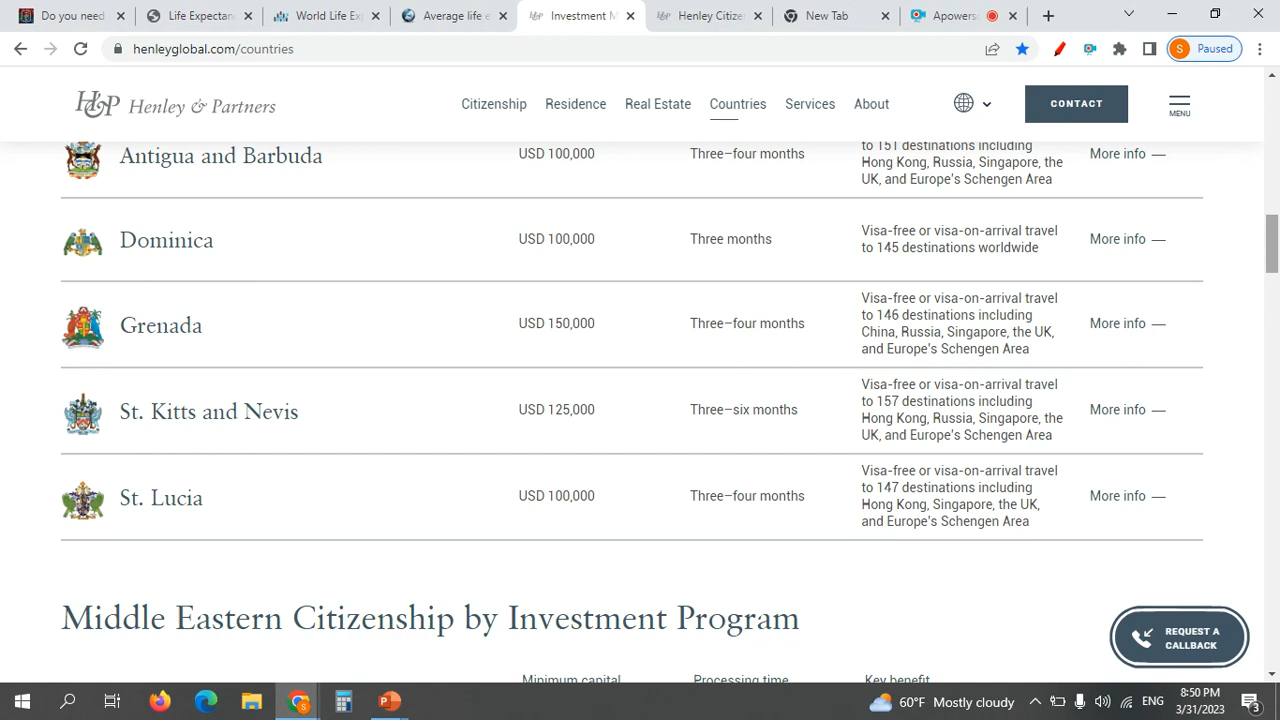 Do you need
Life Expectan
World Life Ex
Average life e
Investment M
Henley Citize
New Tab
Apowers
henleyglobal.com/countries
S Paused
H&P Henley & Partners
Citizenship Residence Real Estate Countries Services About
CONTACT
MENU
Antigua and Barbuda USD 100,000 Three–four months More info —
to 151 destinations including
Hong Kong, Russia, Singapore, the
UK, and Europe's Schengen Area
Dominica USD 100,000 Three months More info —
Visa-free or visa-on-arrival travel
to 145 destinations worldwide
Grenada USD 150,000 Three–four months More info —
Visa-free or visa-on-arrival travel
to 146 destinations including
China, Russia, Singapore, the UK,
and Europe's Schengen Area
St. Kitts and Nevis USD 125,000 Three–six months More info —
Visa-free or visa-on-arrival travel
to 157 destinations including
Hong Kong, Russia, Singapore, the
UK, and Europe's Schengen Area
St. Lucia USD 100,000 Three–four months More info —
Visa-free or visa-on-arrival travel
to 147 destinations including
Hong Kong, Singapore, the UK,
and Europe's Schengen Area
Middle Eastern Citizenship by Investment Program
REQUEST A
CALLBACK
Minimum capital Processing time Key benefit
60°F Mostly cloudy
ENG
8:50 PM
3/31/2023
3